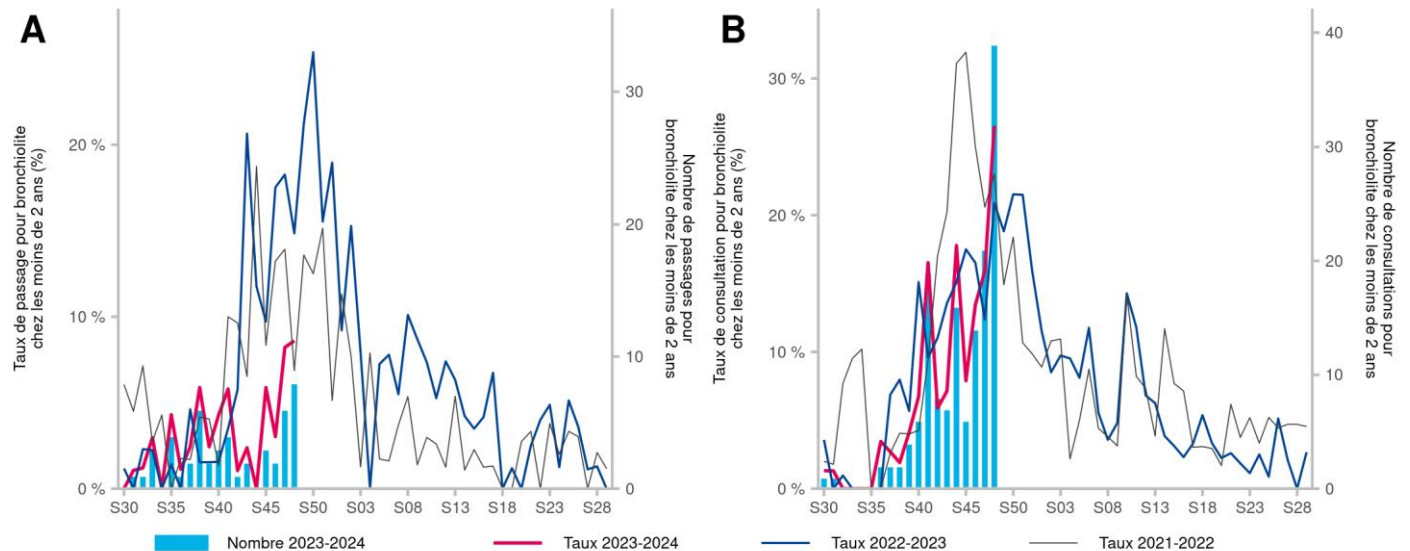 A
Taux de passage pour bronchiolite
chez les moins de 2 ans (%)
20 %
10 %
0 %
30
20
10
0
Nombre de passages pour
bronchiolite chez les moins de 2 ans
S30 S35 S40 S45 S50 S03 S08 S13 S18 S23 S28
B
Taux de consultation pour bronchiolite
chez les moins de 2 ans (%)
30 %
20 %
10 %
0 %
40
30
20
10
0
Nombre de consultations pour
bronchiolite chez les moins de 2 ans
S30 S35 S40 S45 S50 S03 S08 S13 S18 S23 S28
Nombre 2023-2024 Taux 2023-2024 Taux 2022-2023 Taux 2021-2022